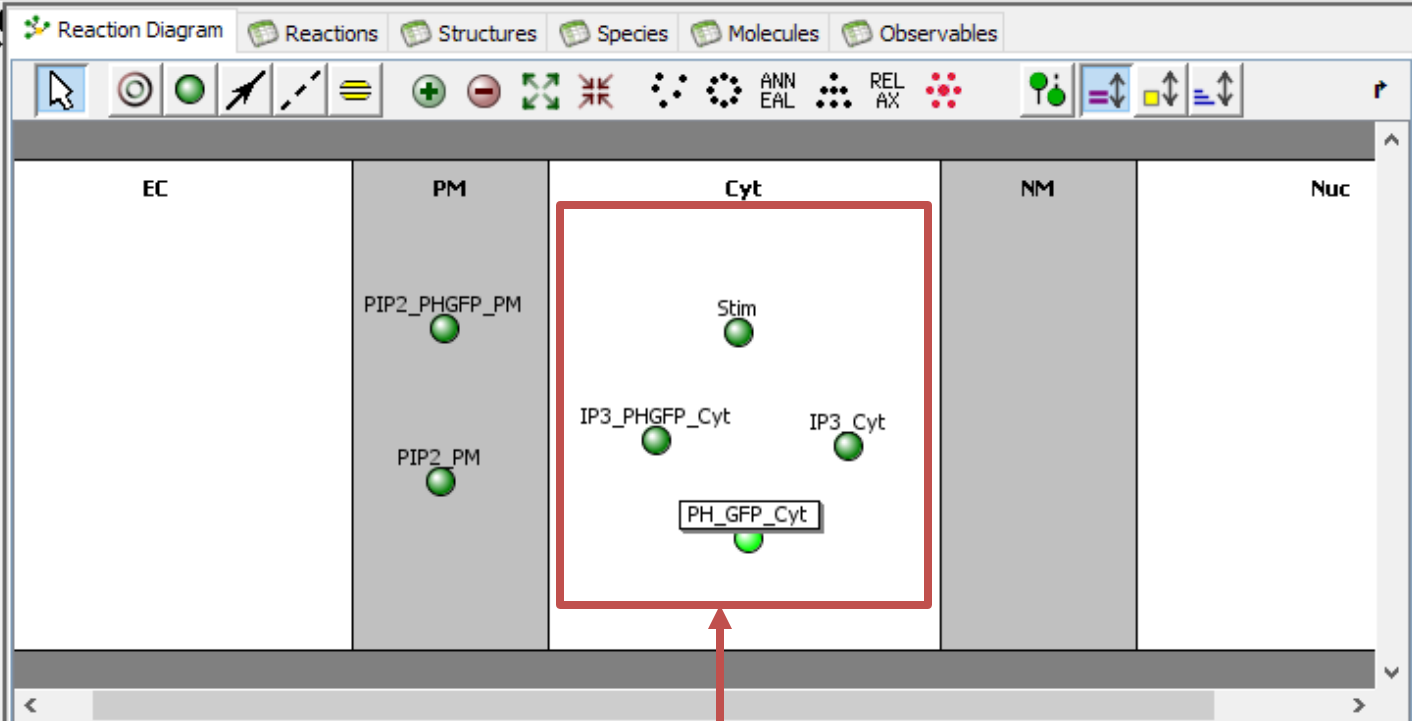 Reaction Diagram Reactions Structures Species Molecules Observables
ANN EAL REL AX
EC PM Cyt NM Nuc
PIP2_PHGFP_PM
Stim
IP3_PHGFP_Cyt
IP3_Cyt
PIP2_PM
PH_GFP_Cyt